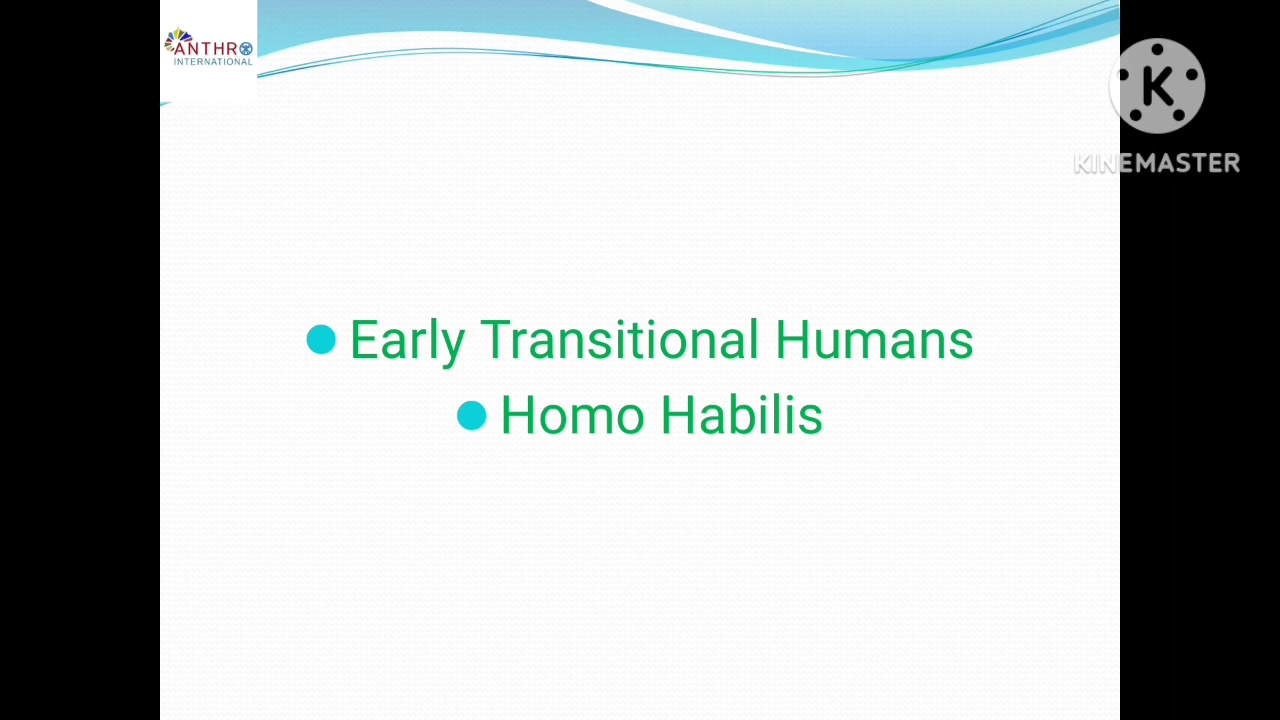 ANTHRO
INTERNATIONAL
K
KINEMASTER
Early Transitional Humans
Homo Habilis